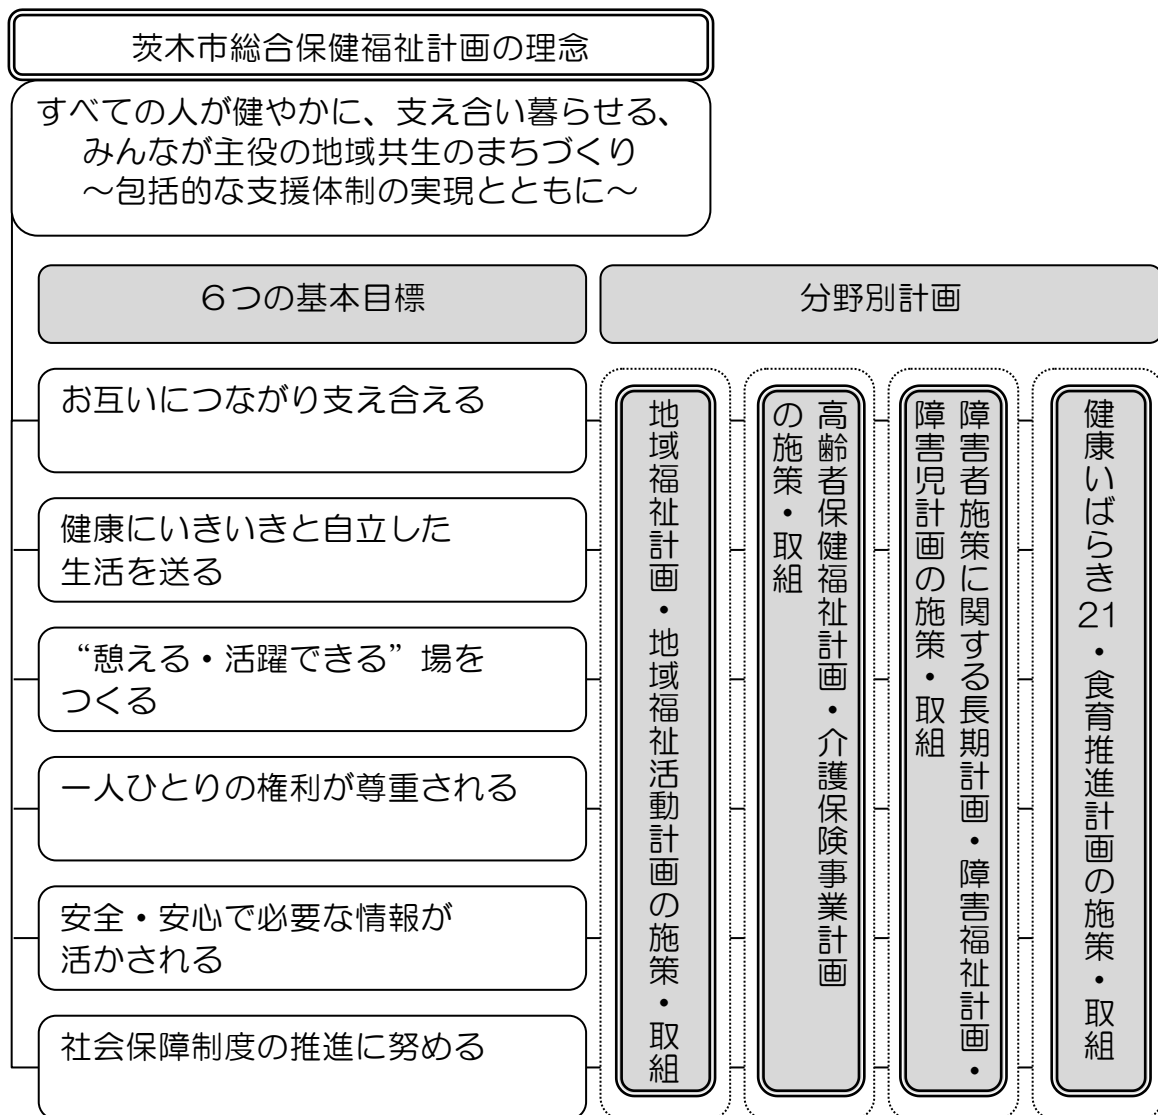 茨木市総合保健福祉計画の理念
すべての人が健やかに、支え合い暮らせる、
みんなが主役の地域共生のまちづくり
～包括的な支援体制の実現とともに～
６つの基本目標
分野別計画
お互いにつながり支え合える
健康にいきいきと自立した
生活を送る
“憩える・活躍できる”場を
つくる
一人ひとりの権利が尊重される
安全・安心で必要な情報が
活かされる
社会保障制度の推進に努める
地域福祉計画・地域福祉活動計画の施策・取組
高齢者保健福祉計画・介護保険事業計画
の施策・取組
障害者施策に関する長期計画・障害福祉計画・
障害児計画の施策・取組
健康いばらき21・食育推進計画の施策・取組